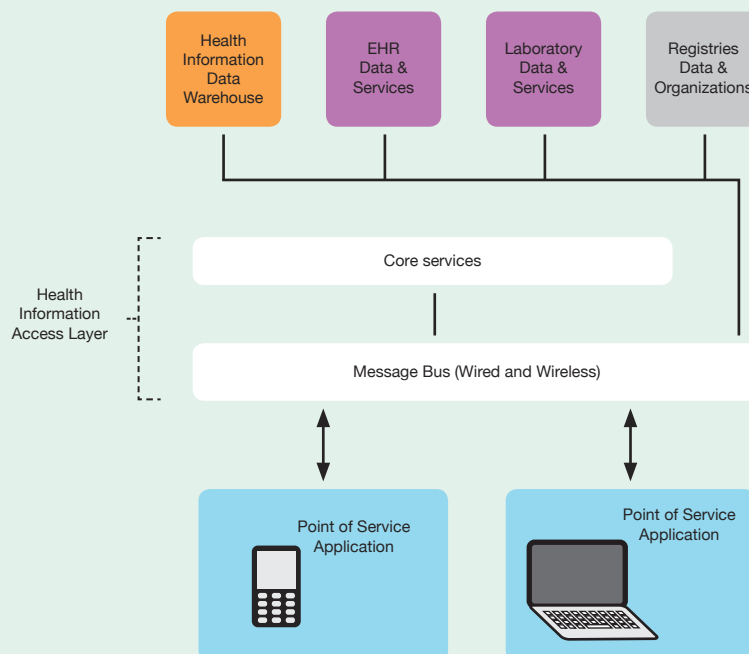 Health
Information
Data
Warehouse
EHR
Data &
Services
Laboratory
Data &
Services
Registries
Data &
Organizations
Core services
Health
Information
Access Layer
Message Bus (Wired and Wireless)
Point of Service
Application
Point of Service
Application